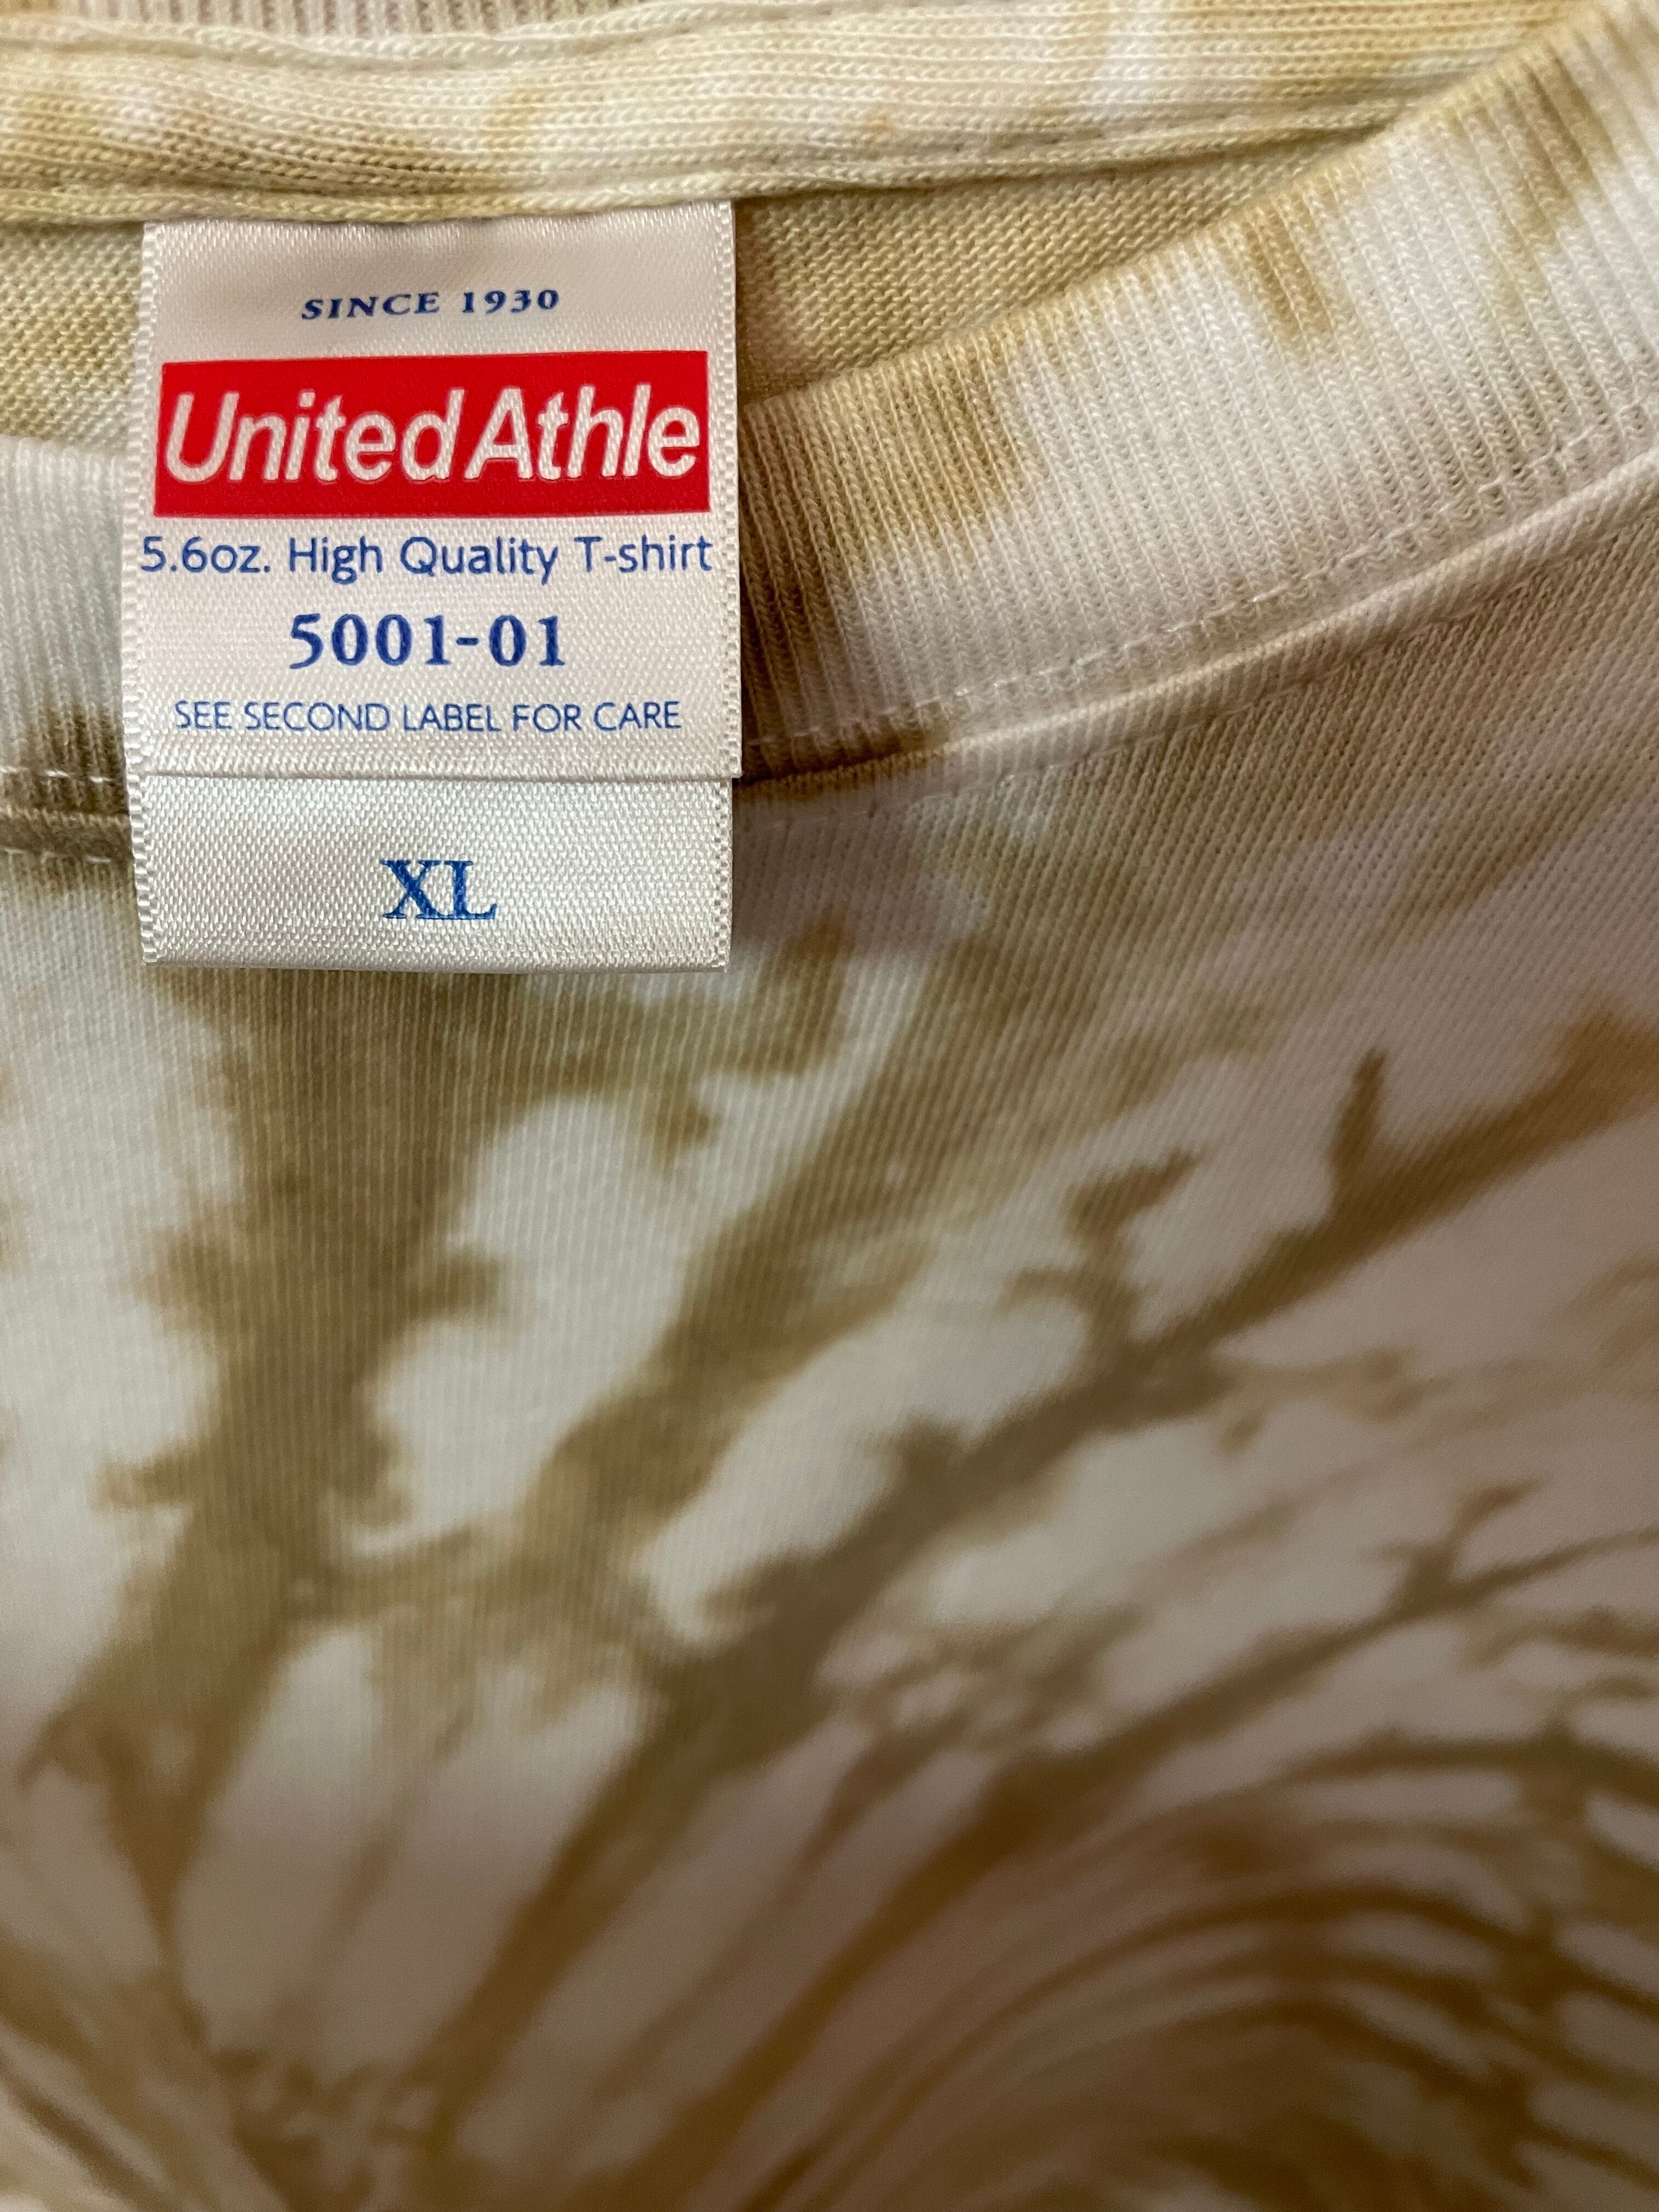 SINCE 1930
United Athle
5.6oz. High Quality T-shirt
5001-01
SEE SECOND LABEL FOR CARE
XL